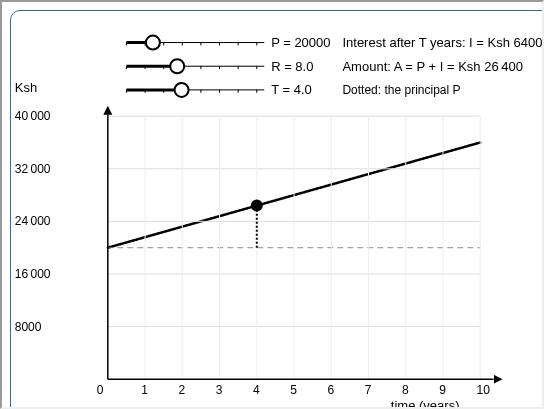 P = 20000 Interest after T years: I = Ksh 6400
R = 8.0 Amount: A = P + I = Ksh 26 400
T = 4.0 Dotted: the principal P
Ksh
40 000
32 000
24 000
16 000
8000
0 1 2 3 4 5 6 7 8 9 10
time (years)